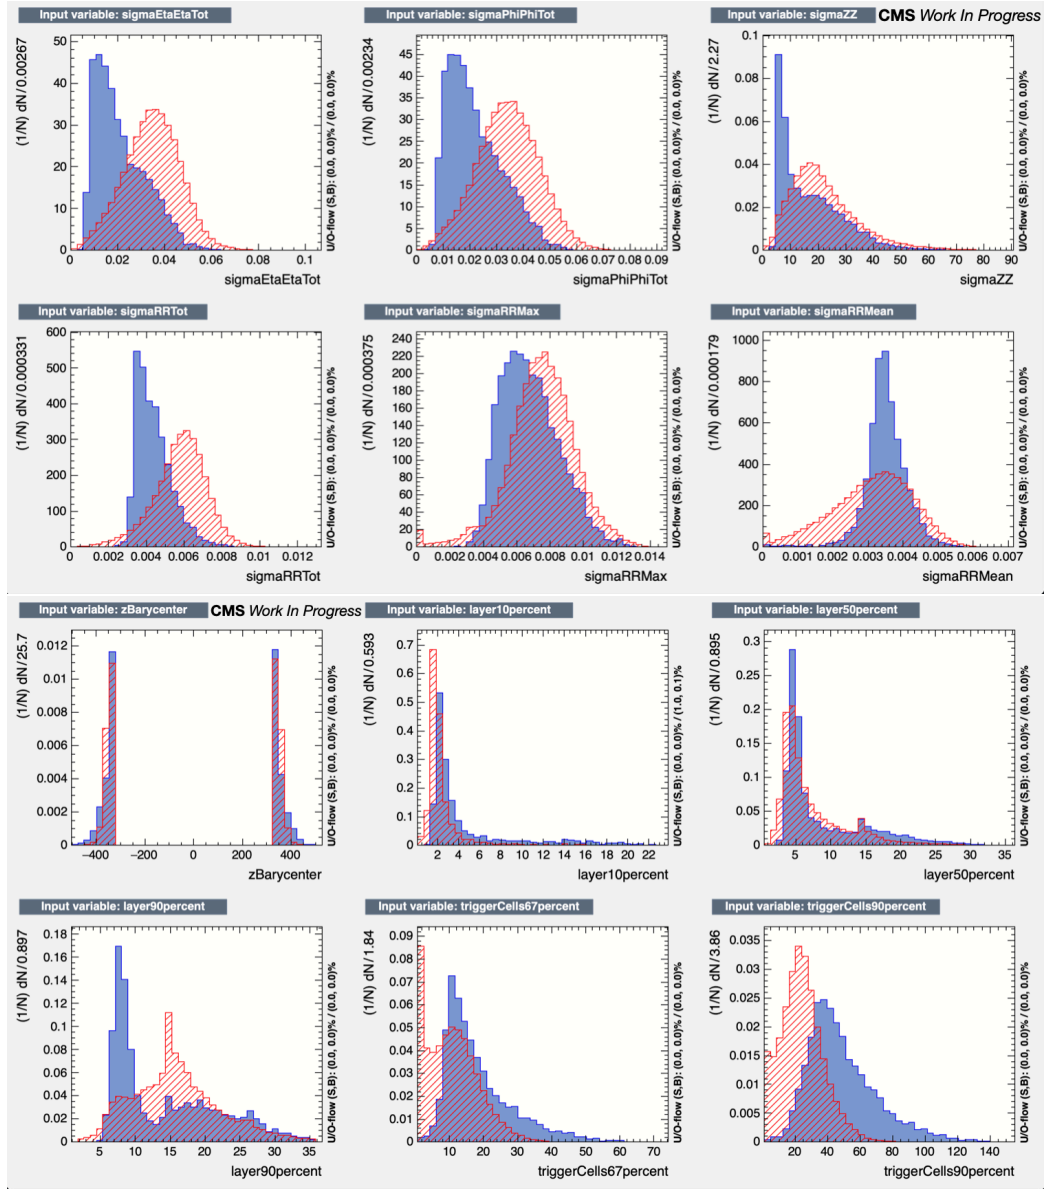 Input variable: sigmaEtaEtaTot
Input variable: sigmaPhiPhiTot
Input variable: sigmaZZ
CMS Work In Progress
(1/N) dN / 0.00267
50
40
30
20
10
0
0 0.02 0.04 0.06 0.08 0.1
sigmaEtaEtaTot
U/O-flow (S,B): (0.0, 0.0)% / (0.0, 0.0)%
(1/N) dN / 0.00234
45
40
35
30
25
20
15
10
5
0
0 0.01 0.02 0.03 0.04 0.05 0.06 0.07 0.08 0.09
sigmaPhiPhiTot
U/O-flow (S,B): (0.0, 0.0)% / (0.0, 0.0)%
(1/N) dN / 2.27
0.1
0.08
0.06
0.04
0.02
0
0 10 20 30 40 50 60 70 80 90
sigmaZZ
U/O-flow (S,B): (0.0, 0.0)% / (0.0, 0.0)%
Input variable: sigmaRRTot
Input variable: sigmaRRMax
Input variable: sigmaRRMean
(1/N) dN / 0.000331
600
500
400
300
200
100
0
0.002 0.004 0.006 0.008 0.01 0.012
sigmaRRTot
U/O-flow (S,B): (0.0, 0.0)% / (0.0, 0.0)%
(1/N) dN / 0.000375
240
220
200
180
160
140
120
100
80
60
40
20
0
0 0.002 0.004 0.006 0.008 0.01 0.012 0.014
sigmaRRMax
U/O-flow (S,B): (0.0, 0.0)% / (0.0, 0.0)%
(1/N) dN / 0.000179
1000
800
600
400
200
0
0 0.001 0.002 0.003 0.004 0.005 0.006 0.007
sigmaRRMean
U/O-flow (S,B): (0.0, 0.0)% / (0.0, 0.0)%
Input variable: zBarycenter
CMS Work In Progress
Input variable: layer10percent
Input variable: layer50percent
(1/N) dN / 25.7
0.012
0.01
0.008
0.006
0.004
0.002
0
−400 −200 0 200 400
zBarycenter
U/O-flow (S,B): (0.0, 0.0)% / (0.0, 0.0)%
(1/N) dN / 0.593
0.7
0.6
0.5
0.4
0.3
0.2
0.1
0
2 4 6 8 10 12 14 16 18 20 22
layer10percent
U/O-flow (S,B): (0.0, 0.0)% / (1.0, 0.1)%
(1/N) dN / 0.895
0.3
0.25
0.2
0.15
0.1
0.05
0
5 10 15 20 25 30 35
layer50percent
U/O-flow (S,B): (0.0, 0.0)% / (0.0, 0.0)%
Input variable: layer90percent
Input variable: triggerCells67percent
Input variable: triggerCells90percent
(1/N) dN / 0.897
0.18
0.16
0.14
0.12
0.1
0.08
0.06
0.04
0.02
0
5 10 15 20 25 30 35
layer90percent
U/O-flow (S,B): (0.0, 0.0)% / (0.0, 0.0)%
(1/N) dN / 1.84
0.09
0.08
0.07
0.06
0.05
0.04
0.03
0.02
0.01
0
10 20 30 40 50 60 70
triggerCells67percent
U/O-flow (S,B): (0.0, 0.0)% / (0.0, 0.0)%
(1/N) dN / 3.86
0.035
0.03
0.025
0.02
0.015
0.01
0.005
0
20 40 60 80 100 120 140
triggerCells90percent
U/O-flow (S,B): (0.0, 0.0)% / (0.0, 0.0)%